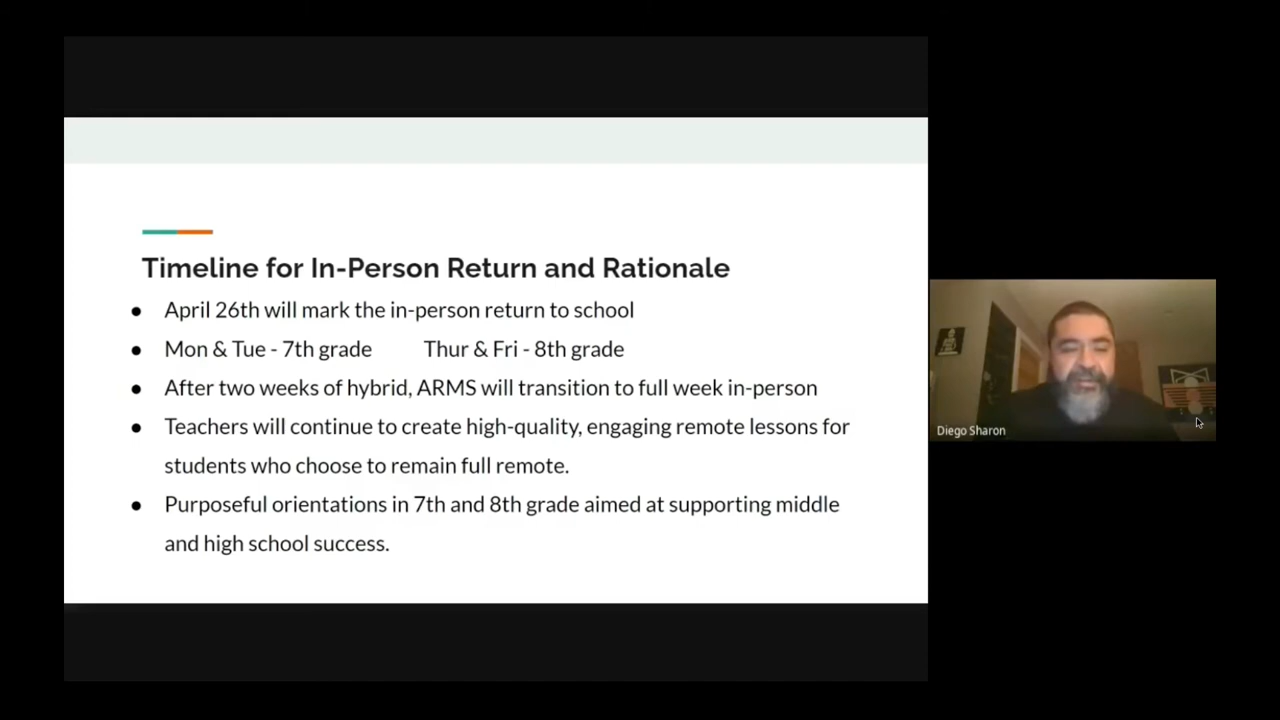 Timeline for In-Person Return and Rationale
● April 26th will mark the in-person return to school
● Mon & Tue - 7th grade Thur & Fri - 8th grade
● After two weeks of hybrid, ARMS will transition to full week in-person
● Teachers will continue to create high-quality, engaging remote lessons for
students who choose to remain full remote.
● Purposeful orientations in 7th and 8th grade aimed at supporting middle
and high school success.
Diego Sharon